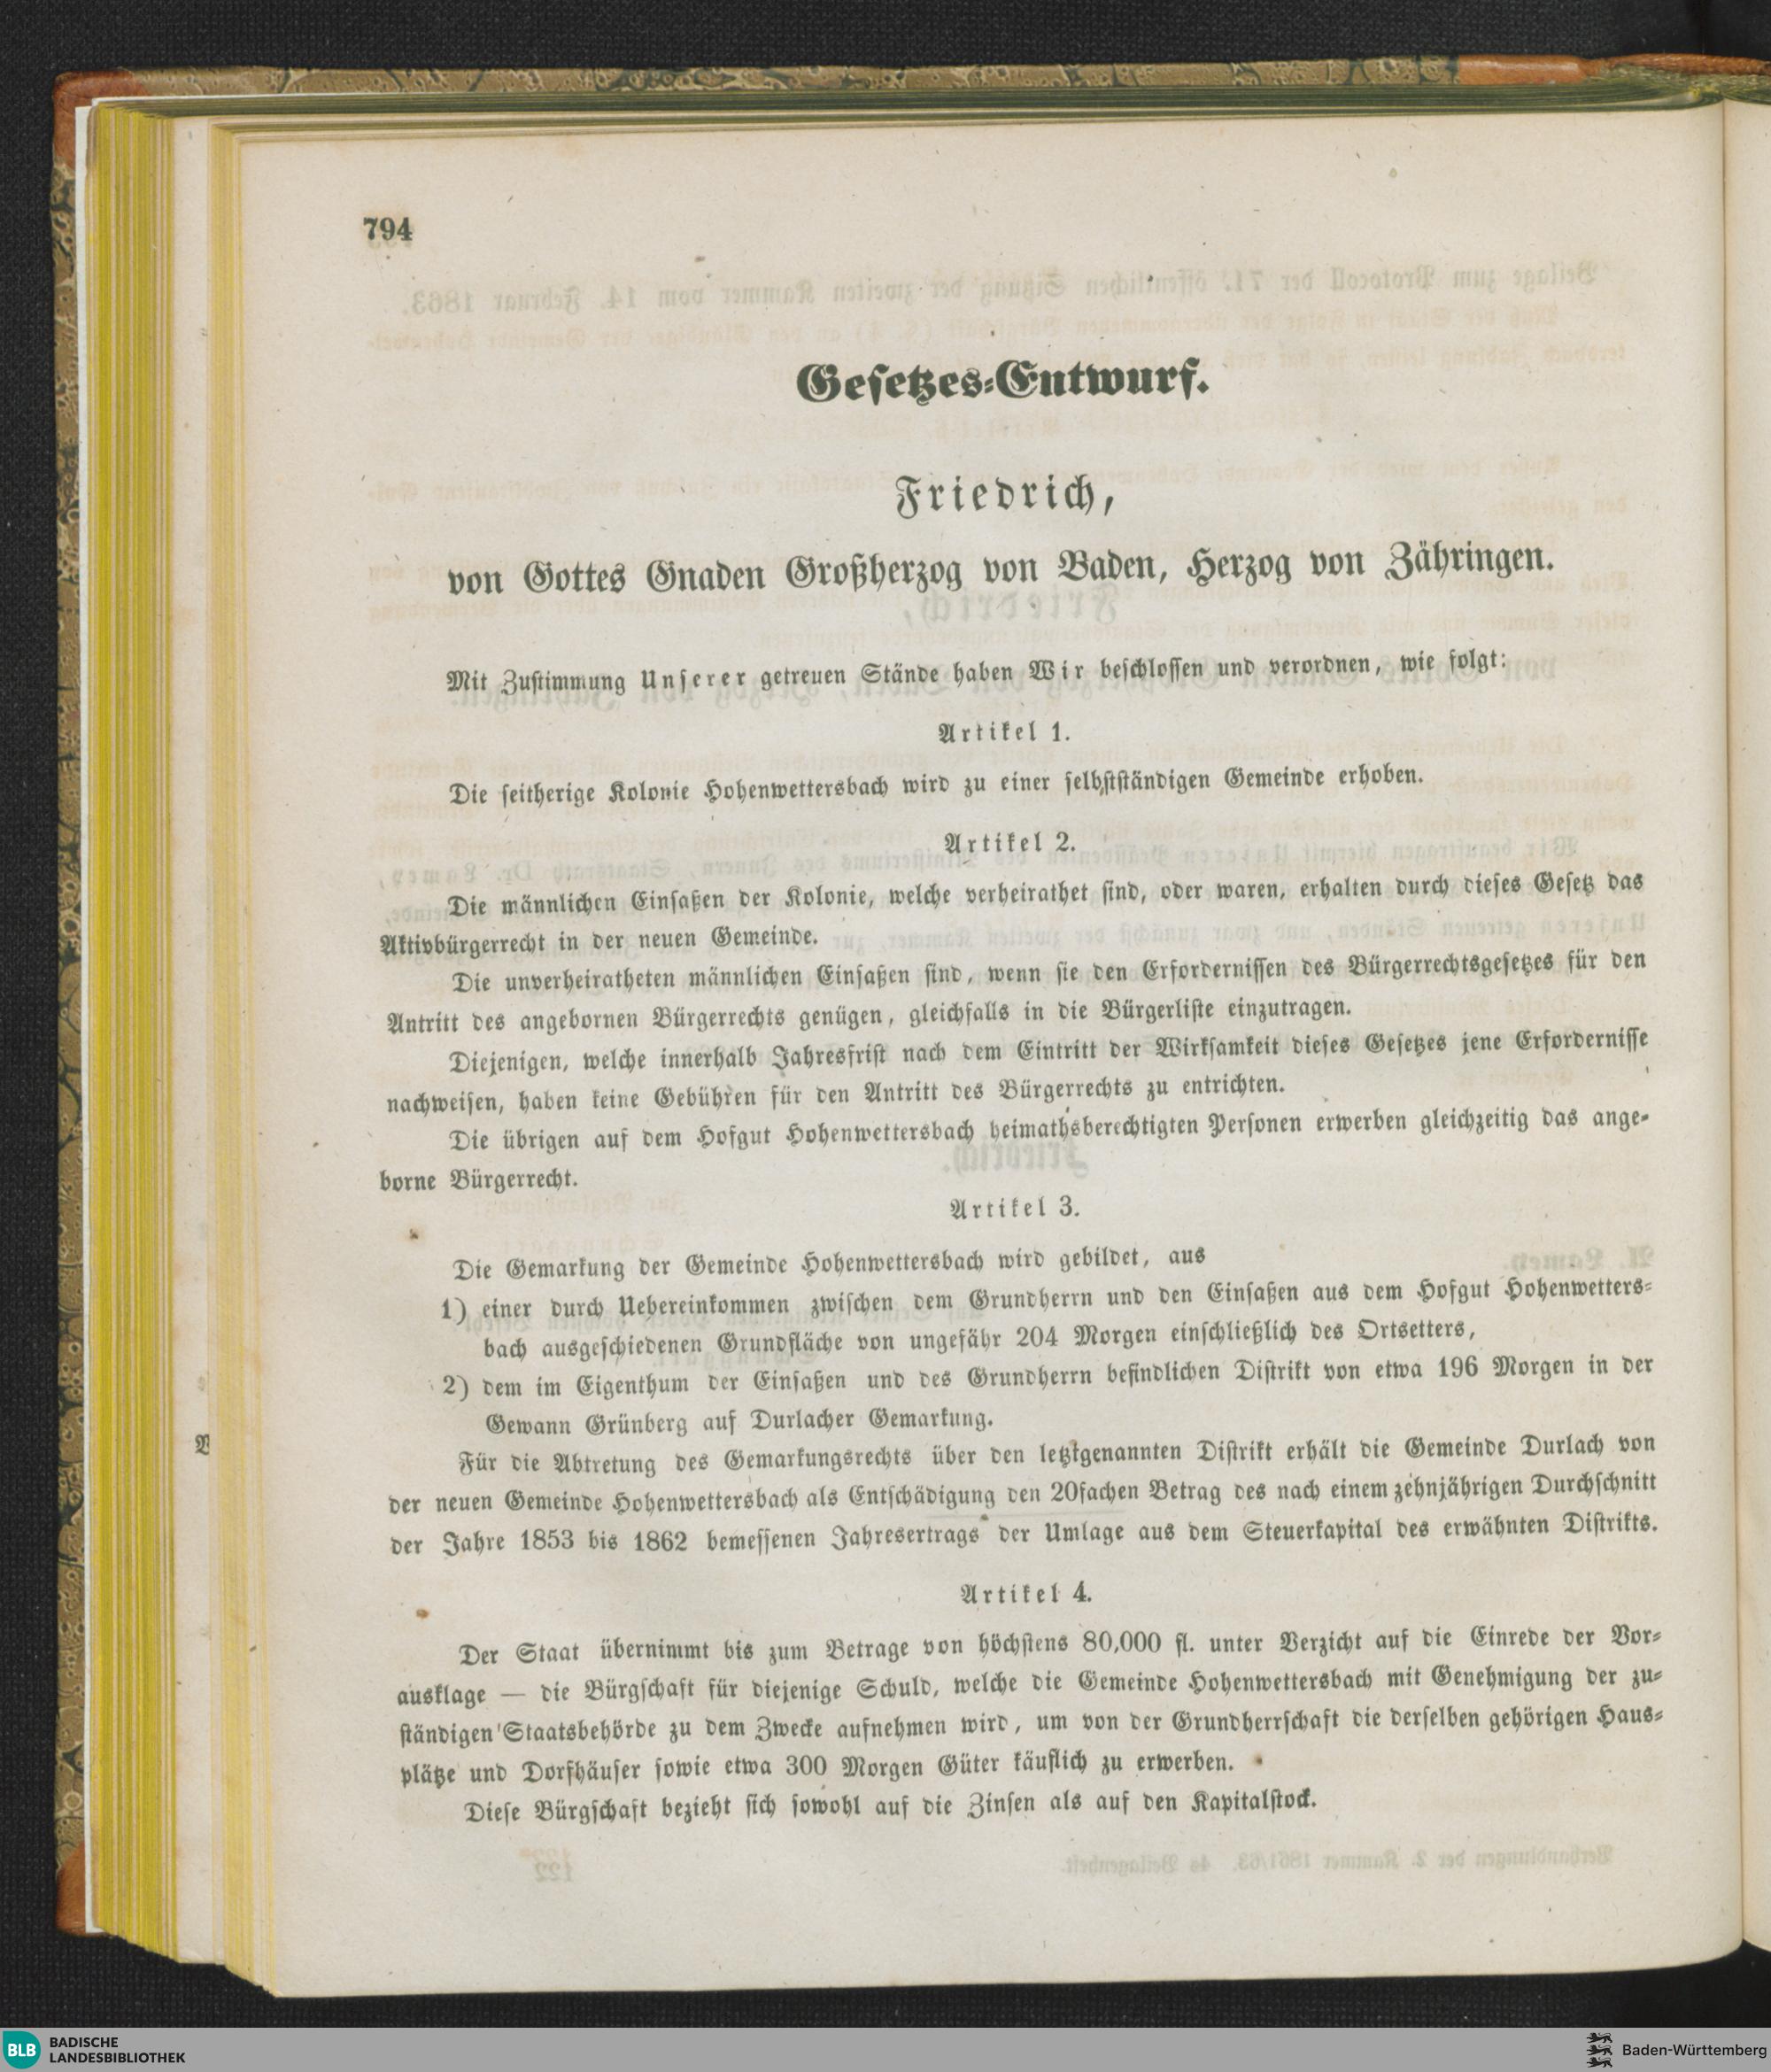 794
Gesetzes-Entwurf.
Friedrich,
von Gottes Gnaden Großherzog von Baden, Herzog von Zähringen.
Mit Zustimmung Unserer getreuen Stände haben Wir beschlossen und verordnen, wie folgt:
Artikel 1.
Die seitherige Kolonie Hohenwettersbach wird zu einer selbstständigen Gemeinde erhoben.
Artikel 2.
Die männlichen Einsaßen der Kolonie, welche verheirathet sind, oder waren, erhalten durch dieses Gesetz das
Aktivbürgerrecht in der neuen Gemeinde.
Die unverheiratheten männlichen Einsaßen sind, wenn sie den Erfordernissen des Bürgerrechtsgesetzes für den
Antritt des angebornen Bürgerrechts genügen, gleichfalls in die Bürgerliste einzutragen.
Diejenigen, welche innerhalb Jahresfrist nach dem Eintritt der Wirksamkeit dieses Gesetzes jene Erfordernisse
nachweisen, haben keine Gebühren für den Antritt des Bürgerrechts zu entrichten.
Die übrigen auf dem Hofgut Hohenwettersbach heimathsberechtigten Personen erwerben gleichzeitig das ange-
borne Bürgerrecht.
Artikel 3.
Die Gemarkung der Gemeinde Hohenwettersbach wird gebildet, aus
1) einer durch Uebereinkommen zwischen dem Grundherrn und den Einsaßen aus dem Hofgut Hohenwetters-
bach ausgeschiedenen Grundfläche von ungefähr 204 Morgen einschließlich des Ortsetters,
2) dem im Eigenthum der Einsaßen und des Grundherrn befindlichen Distrikt von etwa 196 Morgen in der
Gewann Grünberg auf Durlacher Gemarkung.
Für die Abtretung des Gemarkungsrechts über den letztgenannten Distrikt erhält die Gemeinde Durlach von
der neuen Gemeinde Hohenwettersbach als Entschädigung den 20fachen Betrag des nach einem zehnjährigen Durchschnitt
der Jahre 1853 bis 1862 bemessenen Jahresertrags der Umlage aus dem Steuerkapital des erwähnten Distrikts.
Artikel 4.
Der Staat übernimmt bis zum Betrage von höchstens 80,000 fl. unter Verzicht auf die Einrede der Vor-
ausklage — die Bürgschaft für diejenige Schuld, welche die Gemeinde Hohenwettersbach mit Genehmigung der zu-
ständigen Staatsbehörde zu dem Zwecke aufnehmen wird, um von der Grundherrschaft die derselben gehörigen Haus-
plätze und Dorfhäuser sowie etwa 300 Morgen Güter käuflich zu erwerben.
Diese Bürgschaft bezieht sich sowohl auf die Zinsen als auf den Kapitalstock.
BLB BADISCHE
LANDESBIBLIOTHEK
Baden-Württemberg